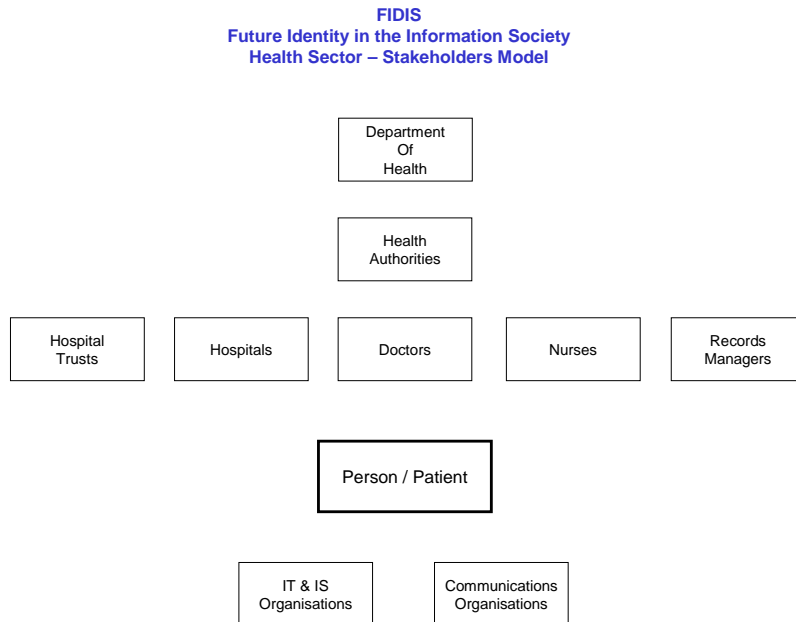 FIDIS
Future Identity in the Information Society
Health Sector – Stakeholders Model
Department
Of
Health
Health
Authorities
Hospital
Trusts
Hospitals
Doctors
Nurses
Records
Managers
Person / Patient
IT & IS
Organisations
Communications
Organisations